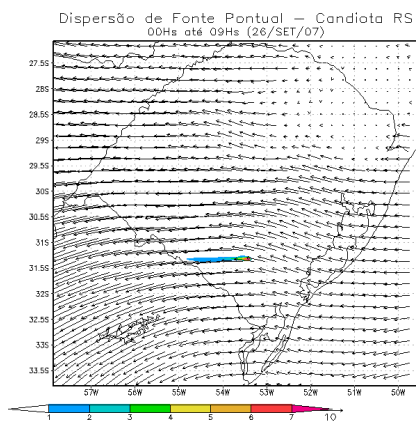 Dispersão de Fonte Pontual – Candiota RS
00Hs até 09Hs (26/SET/07)
27.5S
28S
28.5S
29S
29.5S
30S
30.5S
31S
31.5S
32S
32.5S
33S
33.5S
57W 56W 55W 54W 53W 52W 51W 50W
1 2 3 4 5 6 7 10